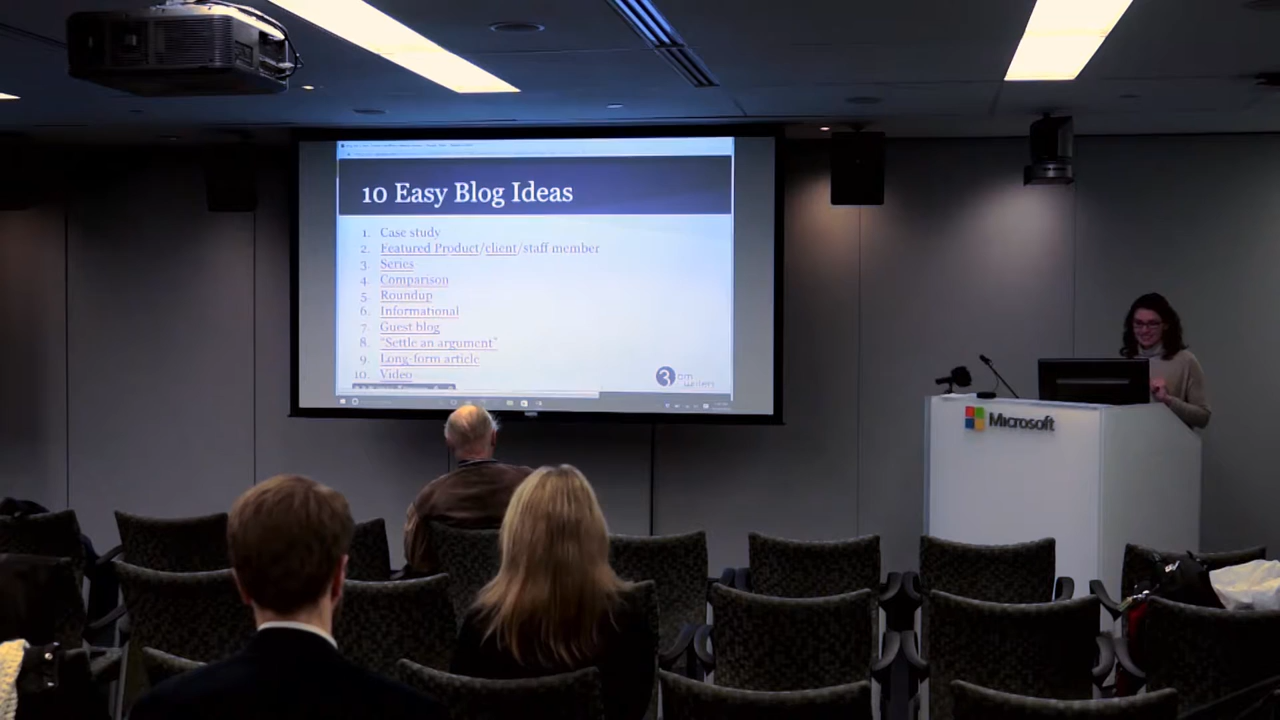 10 Easy Blog Ideas
1. Case study
2. Featured Product/client/staff member
3. Series
4. Comparison
5. Roundup
6. Informational
7. Guest blog
8. "Settle an argument"
9. Long-form article
10. Video
3
Microsoft